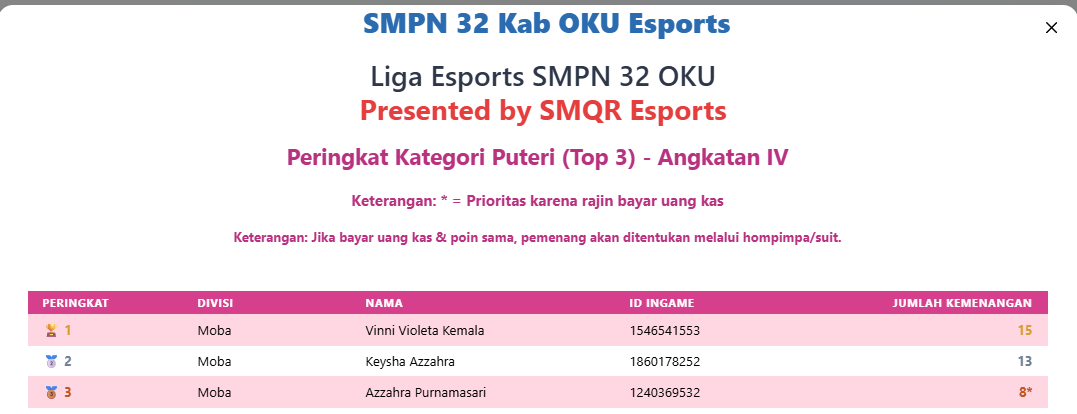 SMPN 32 Kab OKU Esports
Liga Esports SMPN 32 OKU
Presented by SMQR Esports
Peringkat Kategori Puteri (Top 3) - Angkatan IV
Keterangan: * = Prioritas karena rajin bayar uang kas
Keterangan: Jika bayar uang kas & poin sama, pemenang akan ditentukan melalui hompimpa/suit.
PERINGKAT DIVISI NAMA ID INGAME JUMLAH KEMENANGAN
1 Moba Vinni Violeta Kemala 1546541553 15
2 Moba Keysha Azzahra 1860178252 13
3 Moba Azzahra Purnamasari 1240369532 8*